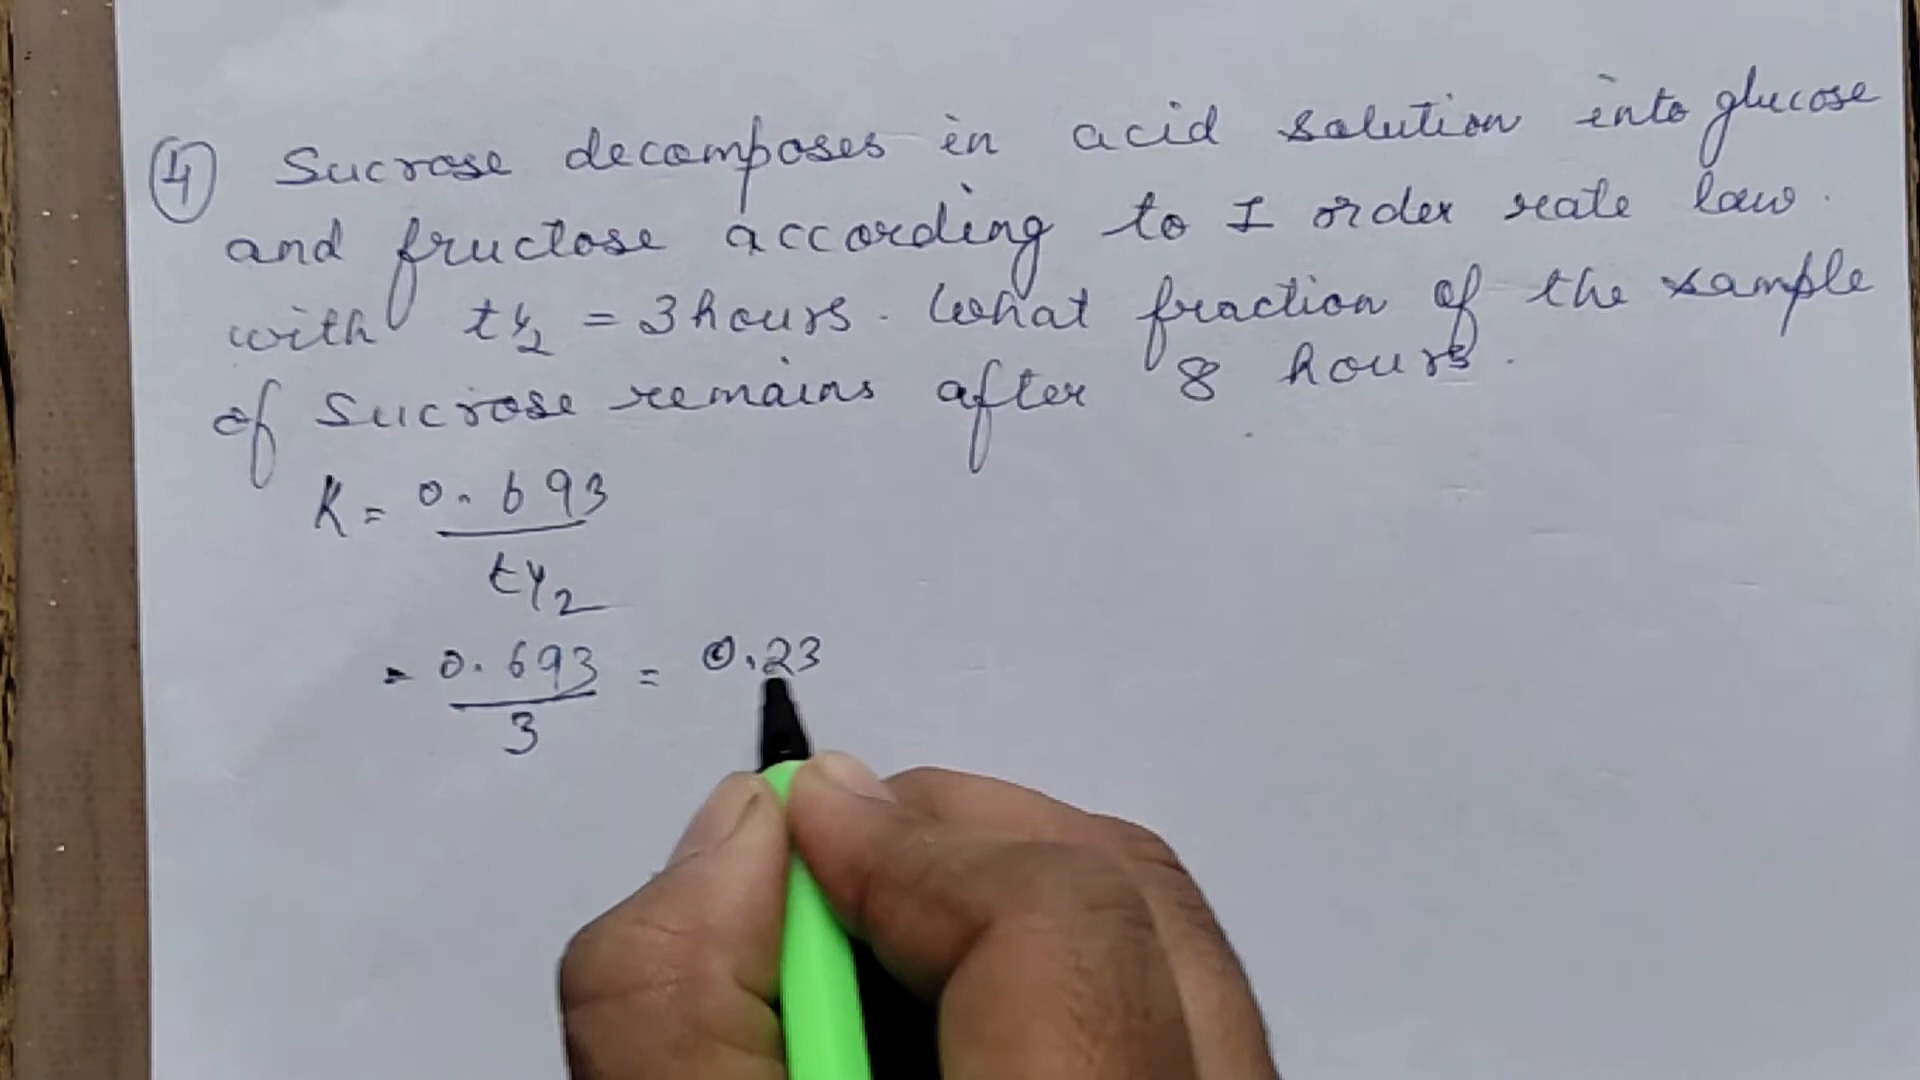 ④ Sucrose decomposes in acid solution into glucose
and fructose according to I order rate law.
with t1/2 = 3 hours. What fraction of the sample
of Sucrose remains after 8 hours.
K = 0.693
t1/2
= 0.693 = 0.23
3